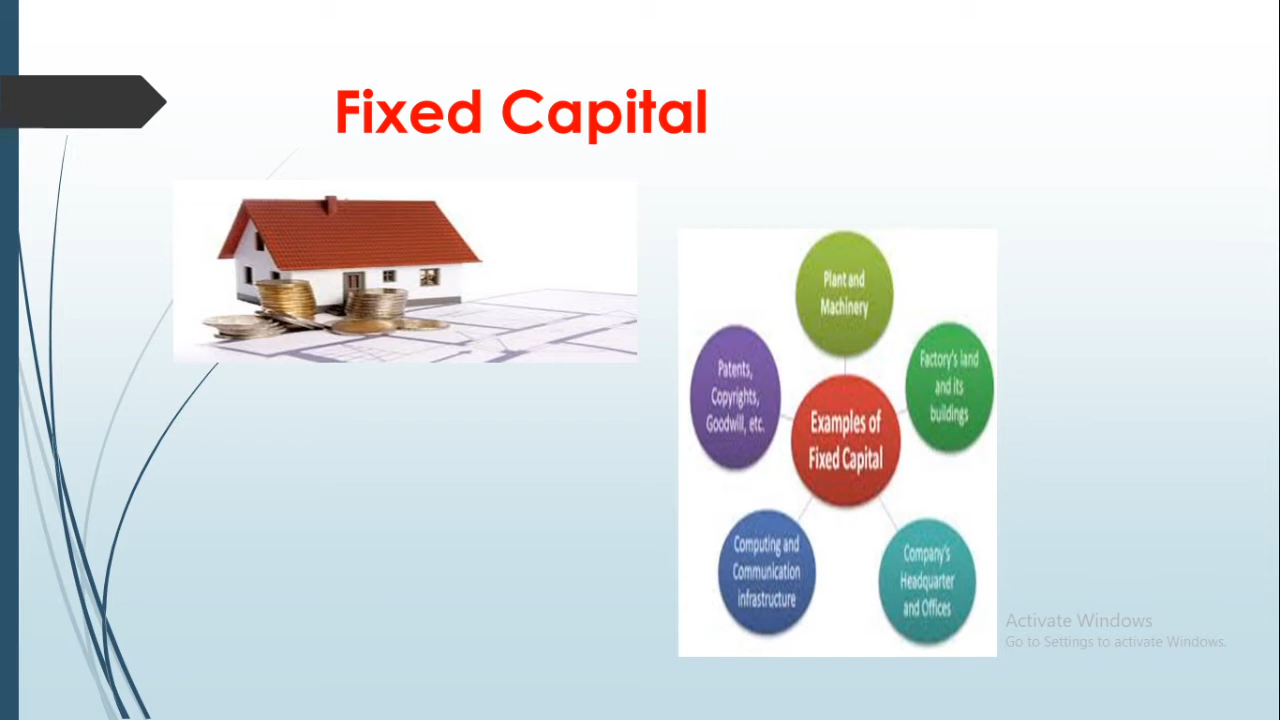 Fixed Capital
Plant and
Machinery
Patents,
Copyrights,
Goodwill, etc.
Factory's land
and its
buildings
Examples of
Fixed Capital
Computing and
Communication
infrastructure
Company's
Headquarter
and Offices
Activate Windows
Go to Settings to activate Windows.